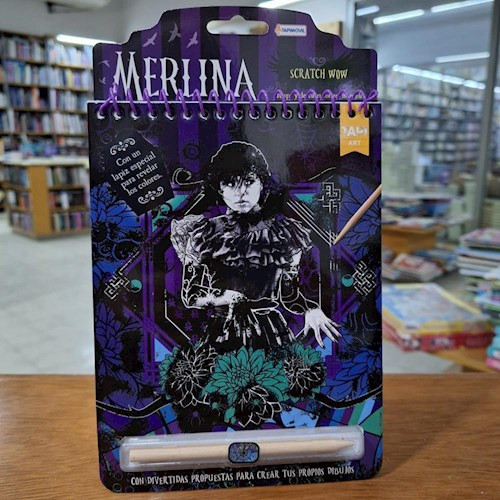 TAPIMOVIL
MERLINA
SCRATCH WOW
Con un
lápiz especial
para revelar
los colores.
ART
CON DIVERTIDAS PROPUESTAS PARA CREAR TUS PROPIOS DIBUJOS